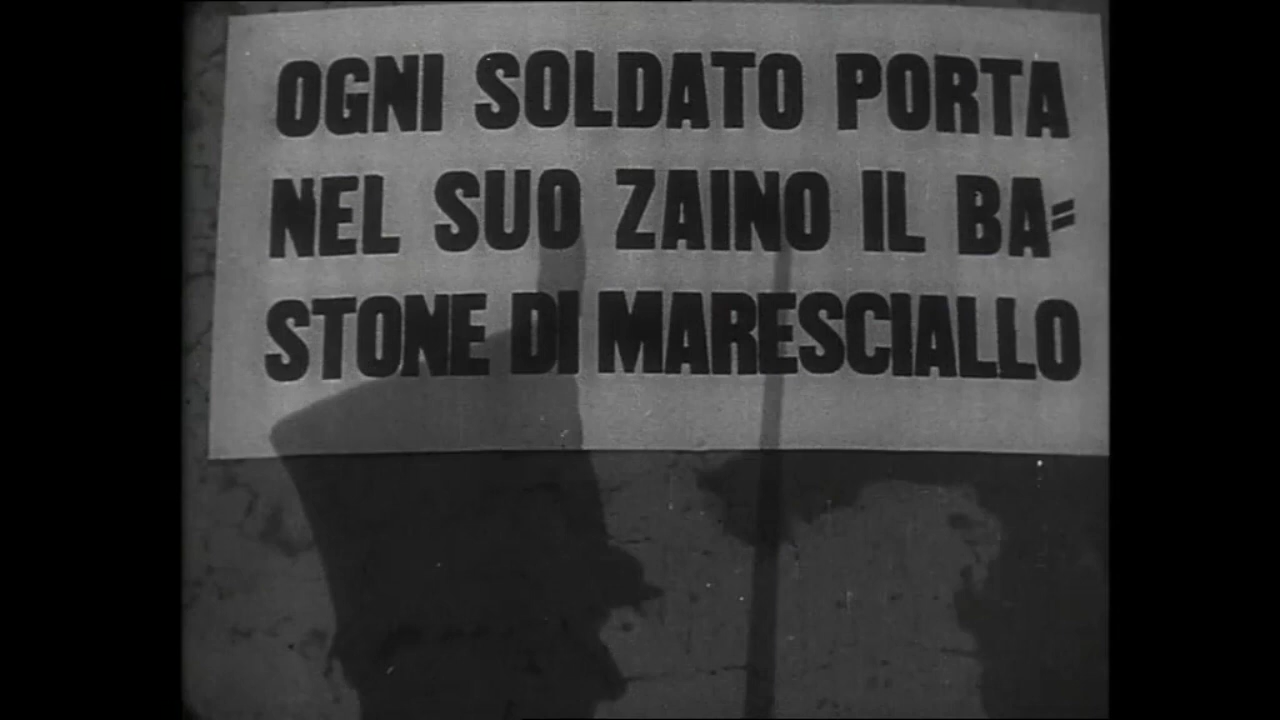 OGNI SOLDATO PORTA
NEL SUO ZAINO IL BA=
STONE DI MARESCIALLO